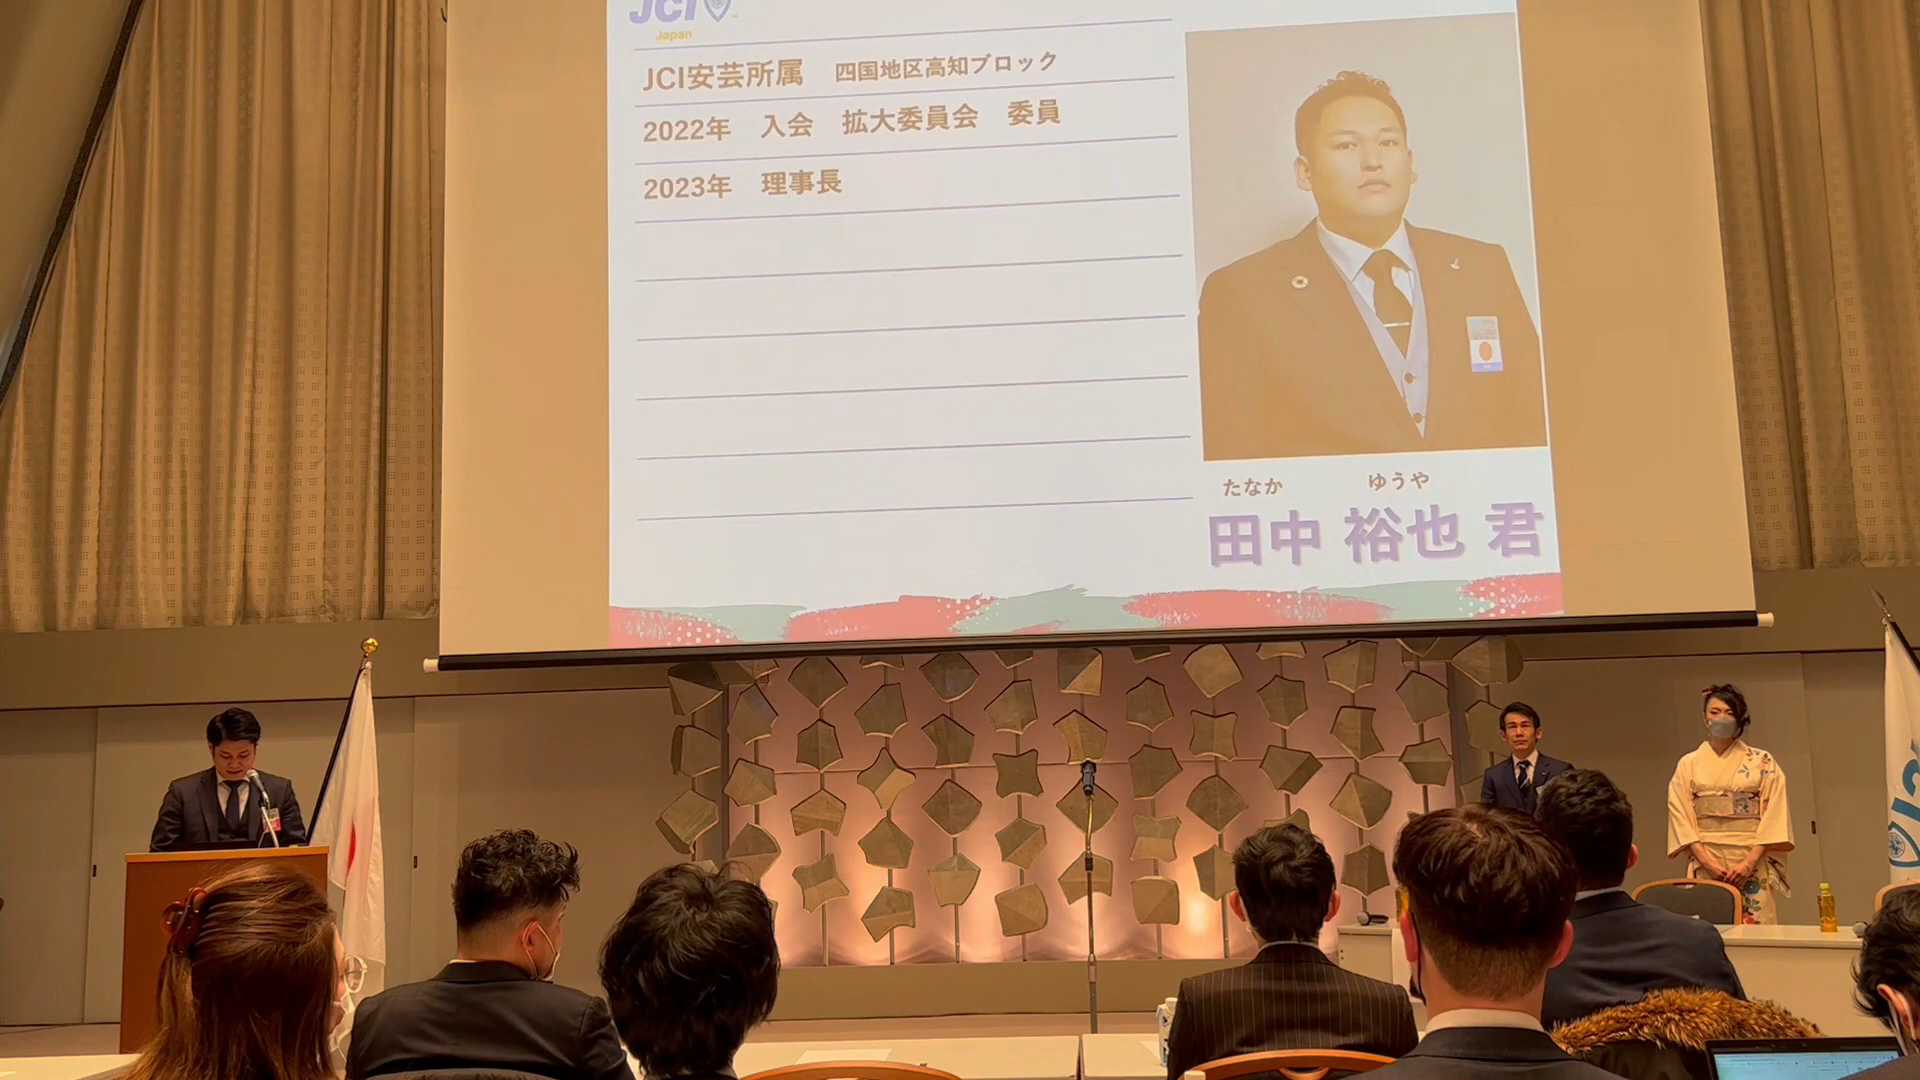 JCI
Japan
JCI安芸所属　四国地区高知ブロック
2022年　入会　拡大委員会　委員
2023年　理事長
たなか　ゆうや
田中 裕也 君